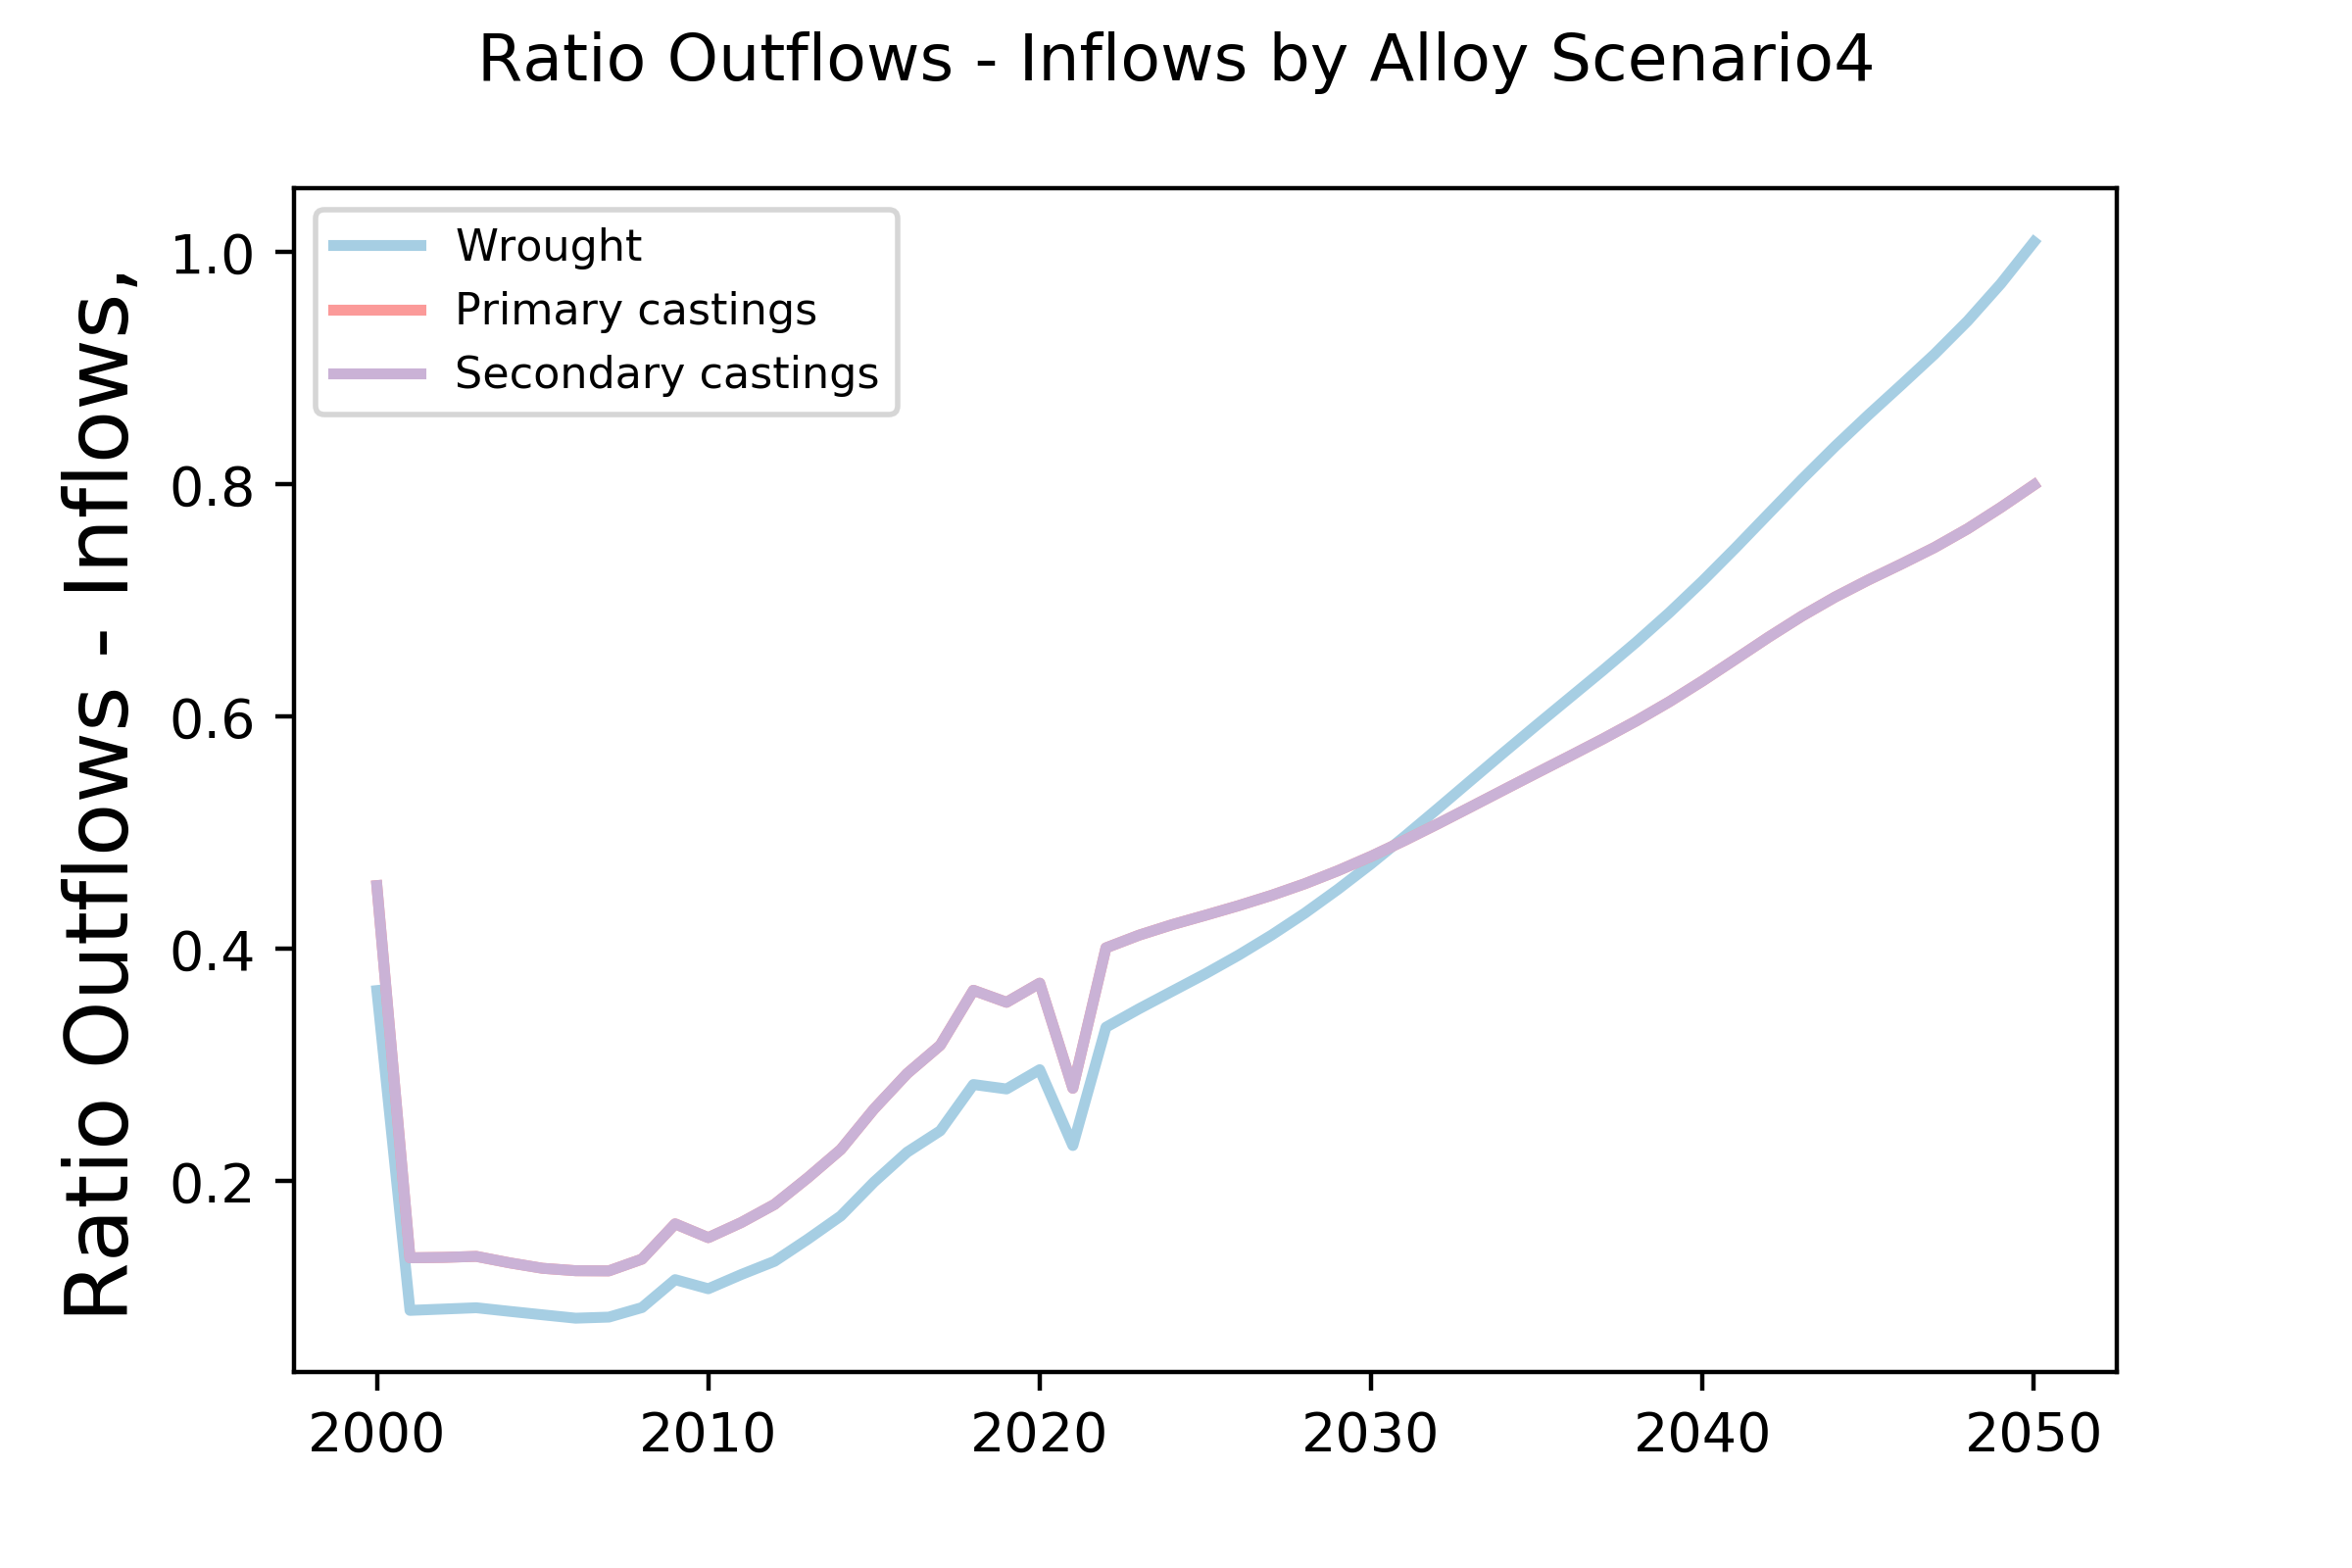 Ratio Outflows - Inflows by Alloy Scenario4
Ratio Outflows - Inflows,
1.0
0.8
0.6
0.4
0.2
Wrought
Primary castings
Secondary castings
2000 2010 2020 2030 2040 2050